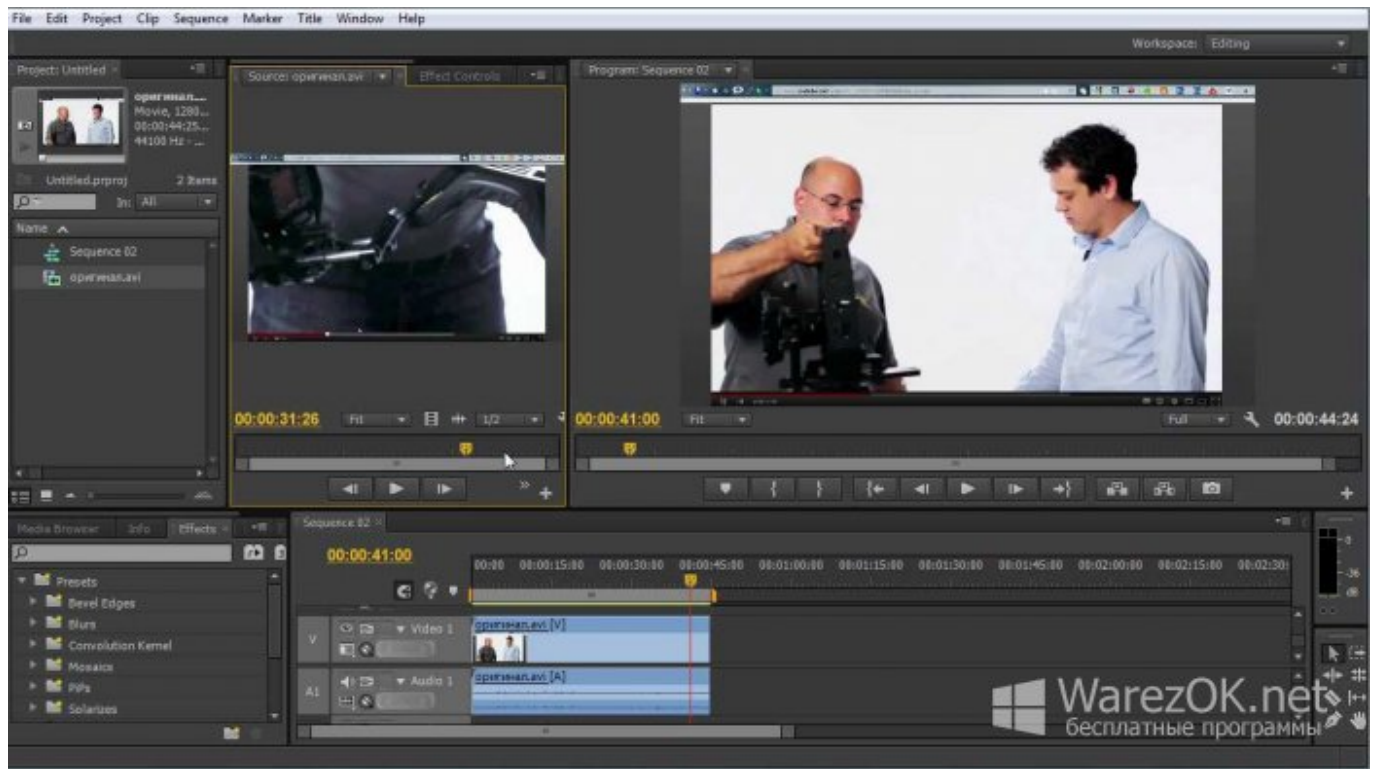 File Edit Project Clip Sequence Marker Title Window Help
Workspace: Editing
Project: Untitled
оригинал....
Movie, 1280...
00:00:44:25...
44100 Hz - ...
Untitled.prproj 2 Items
In: All
Name
Sequence 02
оригинал.avi
Source: оригинал.avi Effect Controls
00:00:31:26 Fit 1/2
Program: Sequence 02
00:00:41:00 Fit Full 00:00:44:24
Media Browser Info Effects
Presets
Bevel Edges
Blurs
Convolution Kernel
Mosaics
PiPs
Solarizes
Sequence 02
00:00:41:00
00:00 00:00:15:00 00:00:30:00 00:00:45:00 00:01:00:00 00:01:15:00 00:01:30:00 00:01:45:00 00:02:00:00 00:02:15:00 00:02:30:
V Video 1 оригинал.avi [V]
A1 Audio 1 оригинал.avi [A]
0
-36
WarezOK.net
бесплатные программы